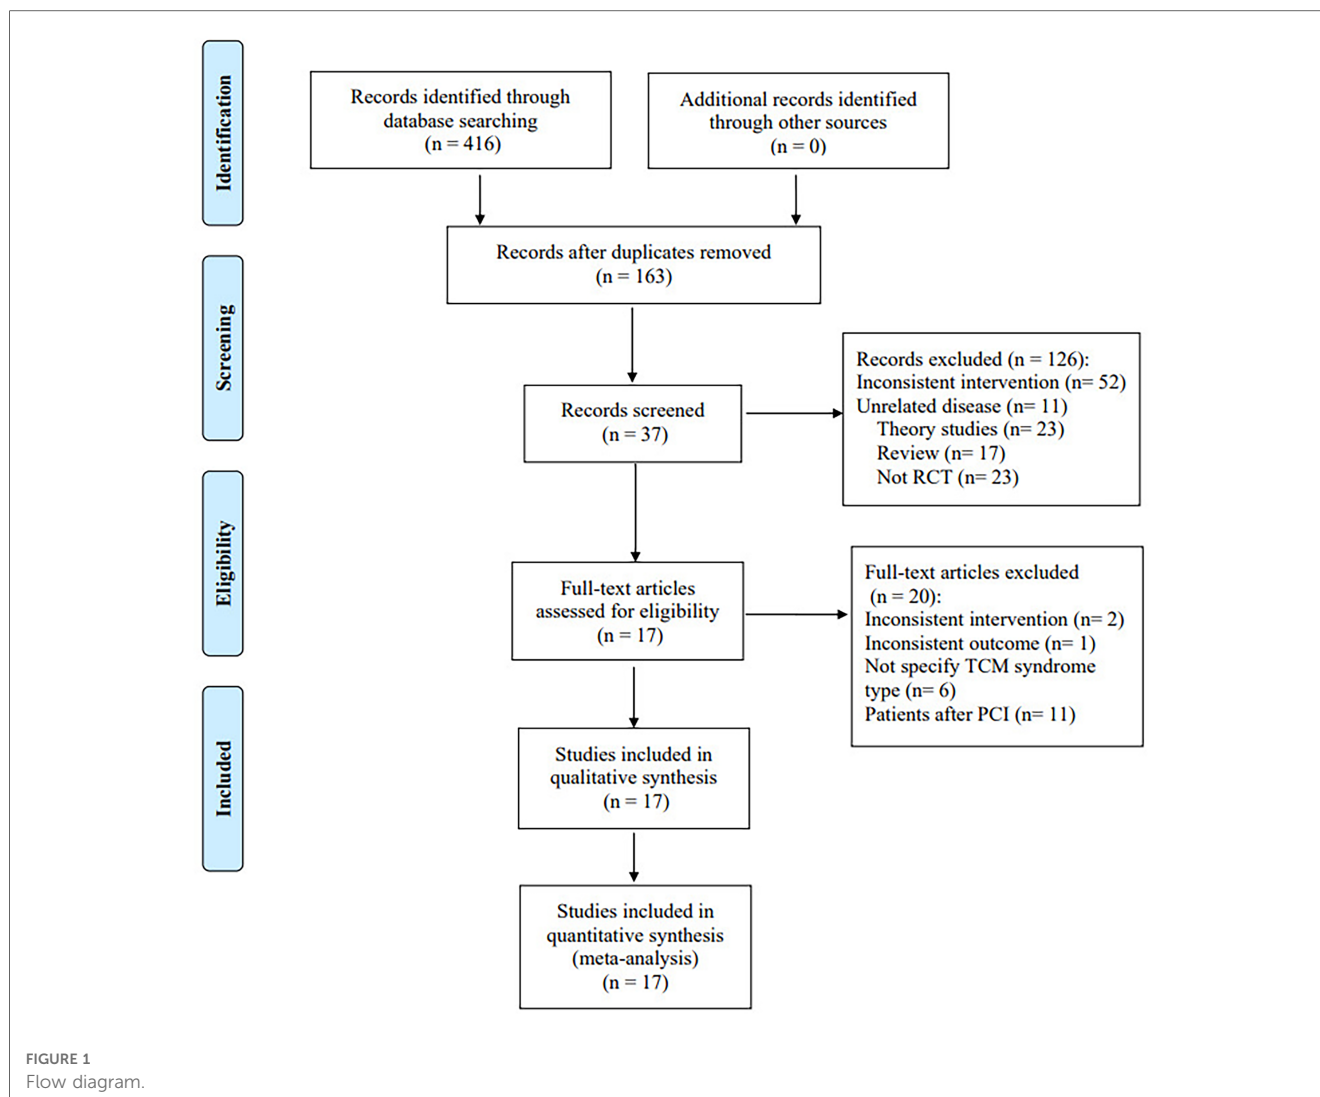 Identification
Records identified through
database searching
(n = 416)
Additional records identified
through other sources
(n = 0)
Records after duplicates removed
(n = 163)
Screening
Records screened
(n = 37)
Records excluded (n = 126):
Inconsistent intervention (n= 52)
Unrelated disease (n= 11)
Theory studies (n= 23)
Review (n= 17)
Not RCT (n= 23)
Eligibility
Full-text articles
assessed for eligibility
(n = 17)
Full-text articles excluded
(n = 20):
Inconsistent intervention (n= 2)
Inconsistent outcome (n= 1)
Not specify TCM syndrome
type (n= 6)
Patients after PCI (n= 11)
Included
Studies included in
qualitative synthesis
(n = 17)
Studies included in
quantitative synthesis
(meta-analysis)
(n = 17)
FIGURE 1
Flow diagram.